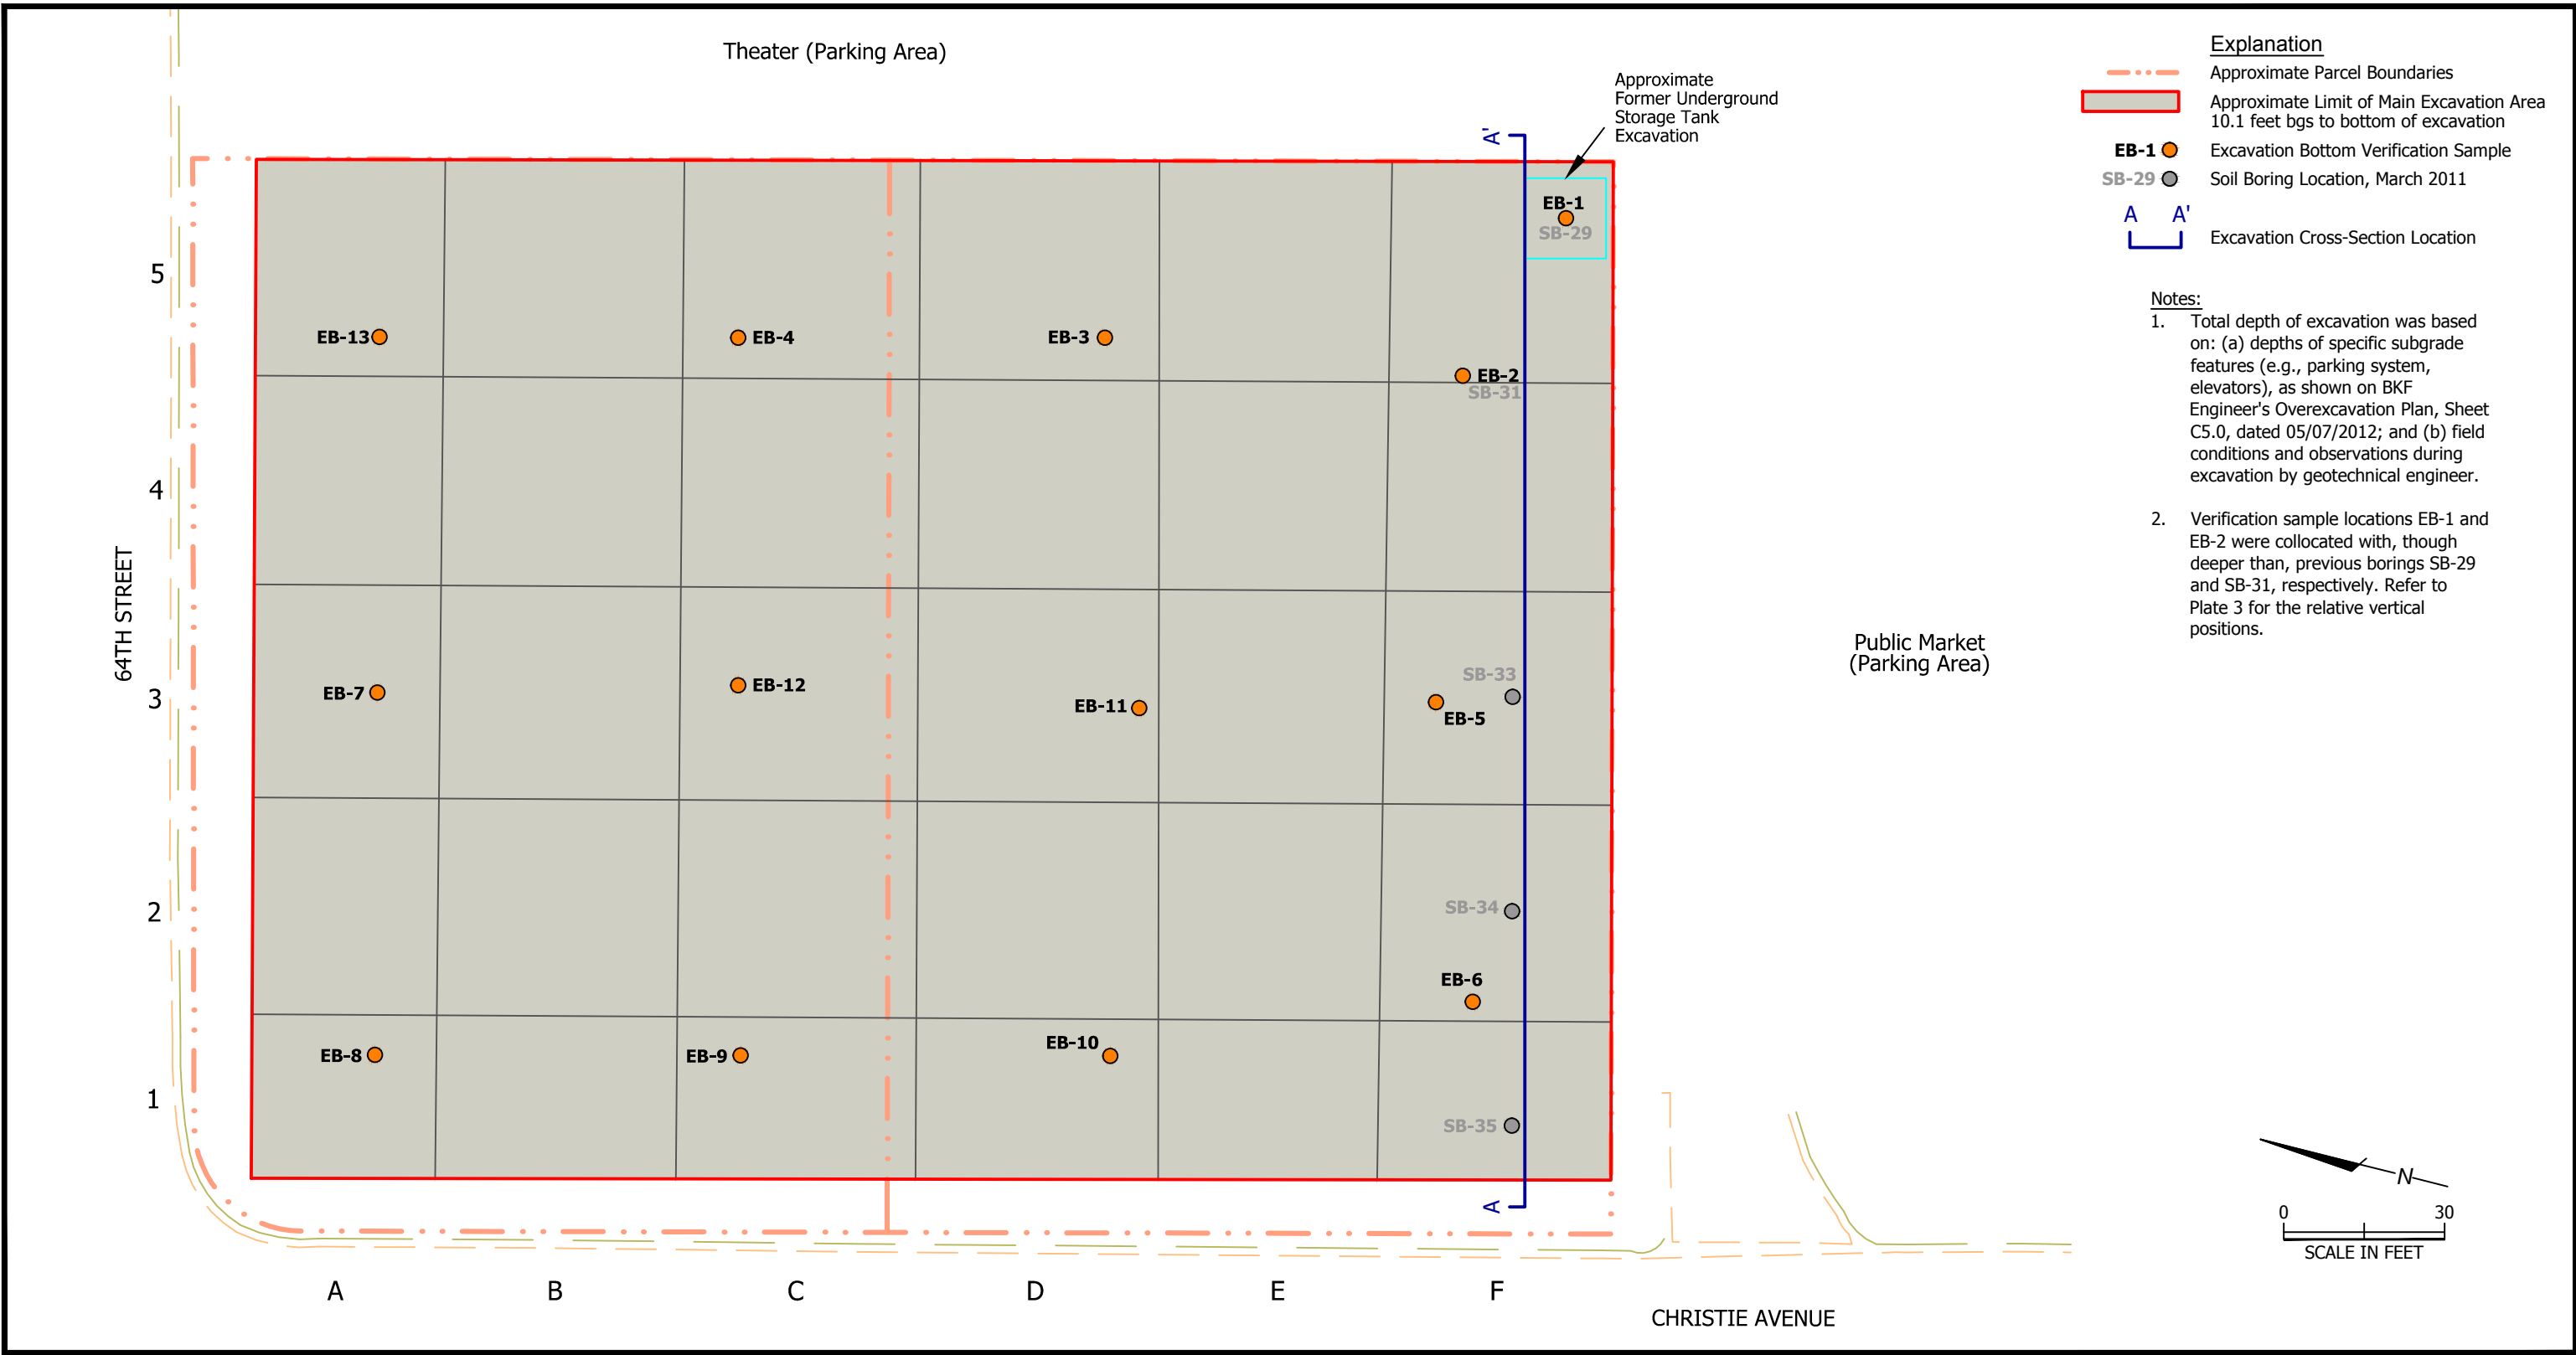 Theater (Parking Area)
Approximate
Former Underground
Storage Tank
Excavation
Explanation
Approximate Parcel Boundaries
Approximate Limit of Main Excavation Area
10.1 feet bgs to bottom of excavation
EB-1
Excavation Bottom Verification Sample
SB-29
Soil Boring Location, March 2011
A A'
Excavation Cross-Section Location
Notes:
1. Total depth of excavation was based
on: (a) depths of specific subgrade
features (e.g., parking system,
elevators), as shown on BKF
Engineer's Overexcavation Plan, Sheet
C5.0, dated 05/07/2012; and (b) field
conditions and observations during
excavation by geotechnical engineer.
2. Verification sample locations EB-1 and
EB-2 were collocated with, though
deeper than, previous borings SB-29
and SB-31, respectively. Refer to
Plate 3 for the relative vertical
positions.
A'
EB-1
SB-29
5
EB-13
EB-4
EB-3
EB-2
SB-31
4
64TH STREET
Public Market
(Parking Area)
3
EB-7
EB-12
EB-11
SB-33
EB-5
2
SB-34
EB-6
1
EB-8
EB-9
EB-10
SB-35
A
N
0 30
SCALE IN FEET
A B C D E F
CHRISTIE AVENUE